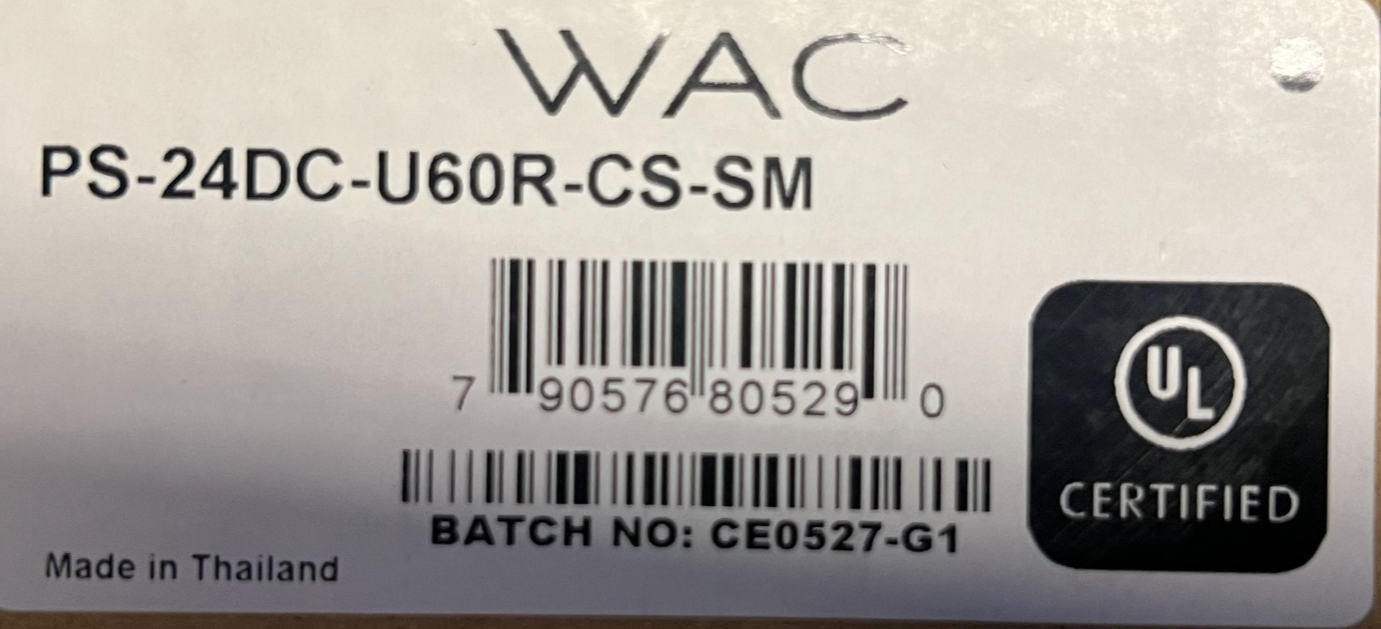 WAC
PS-24DC-U60R-CS-SM
7 90576 80529 0
UL
CERTIFIED
BATCH NO: CE0527-G1
Made in Thailand